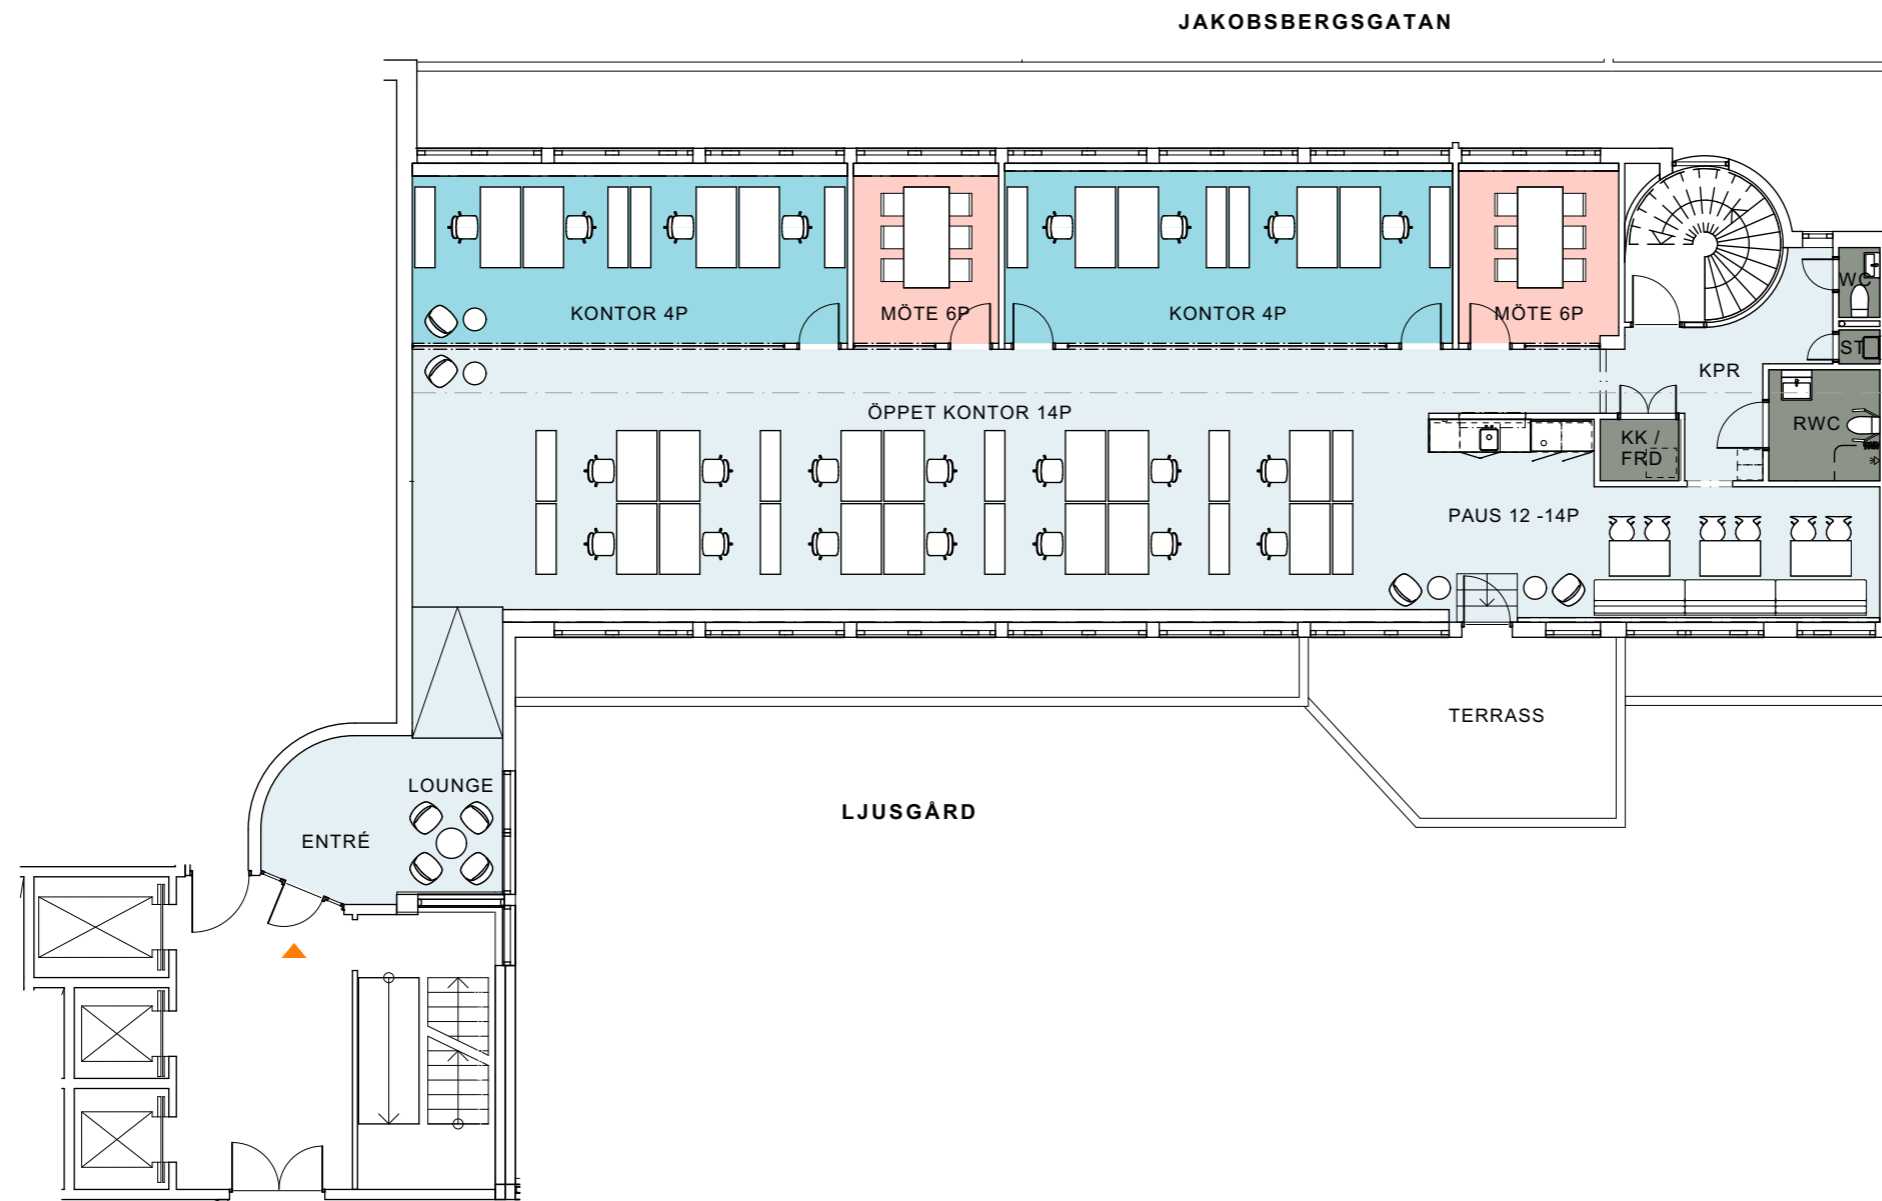 JAKOBSBERGSGATAN
KONTOR 4P
MÖTE 6P
KONTOR 4P
MÖTE 6P
WC
ST
KPR
ÖPPET KONTOR 14P
RWC
KK /
FRD
PAUS 12 -14P
TERRASS
LOUNGE
LJUSGÅRD
ENTRÉ